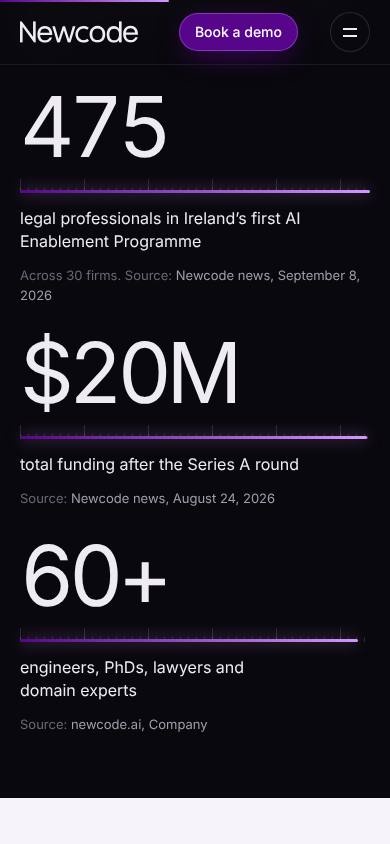 Newcode
Book a demo
475
legal professionals in Ireland’s first AI
Enablement Programme
Across 30 firms. Source: Newcode news, September 8,
2026
$20M
total funding after the Series A round
Source: Newcode news, August 24, 2026
60+
engineers, PhDs, lawyers and
domain experts
Source: newcode.ai, Company